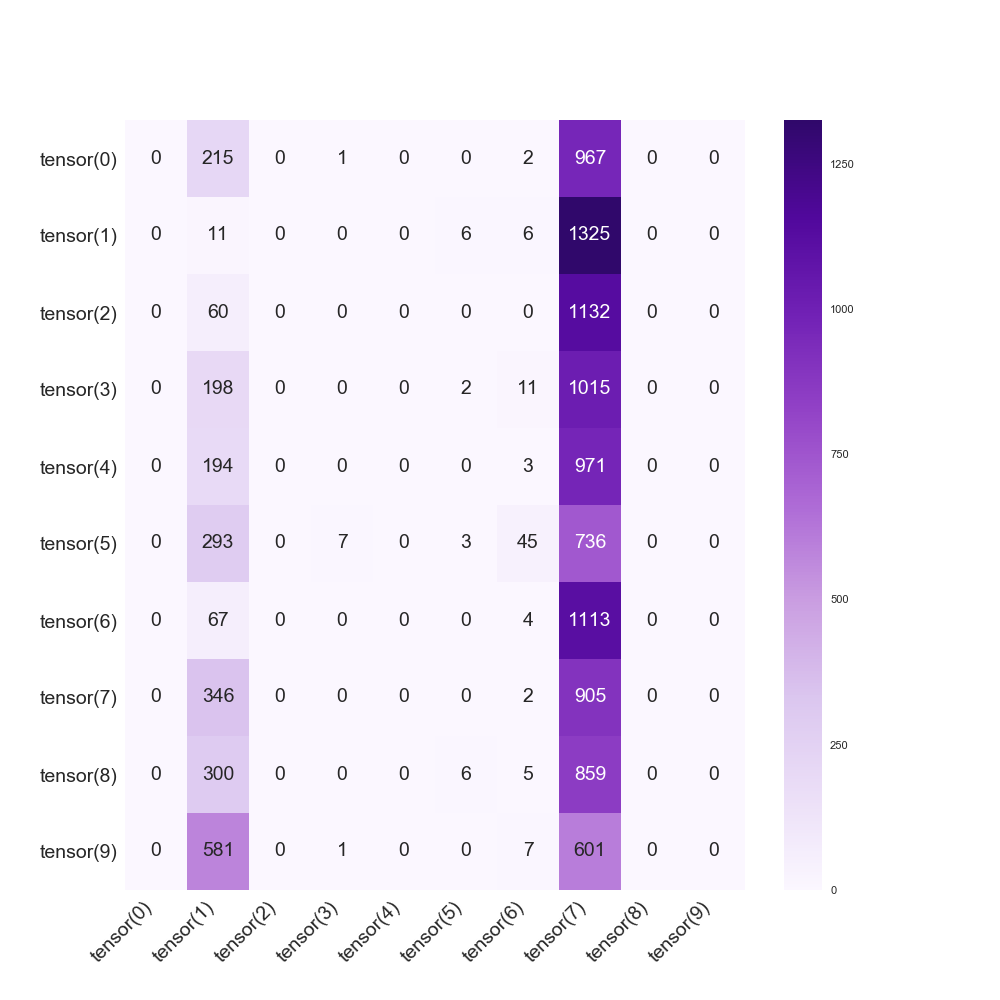 tensor(0) 0 215 0 1 0 0 2 967 0 0
tensor(1) 0 11 0 0 0 6 6 1325 0 0
tensor(2) 0 60 0 0 0 0 0 1132 0 0
tensor(3) 0 198 0 0 0 2 11 1015 0 0
tensor(4) 0 194 0 0 0 0 3 971 0 0
tensor(5) 0 293 0 7 0 3 45 736 0 0
tensor(6) 0 67 0 0 0 0 4 1113 0 0
tensor(7) 0 346 0 0 0 0 2 905 0 0
tensor(8) 0 300 0 0 0 6 5 859 0 0
tensor(9) 0 581 0 1 0 0 7 601 0 0
tensor(0) tensor(1) tensor(2) tensor(3) tensor(4) tensor(5) tensor(6) tensor(7) tensor(8) tensor(9)
1250
1000
750
500
250
0